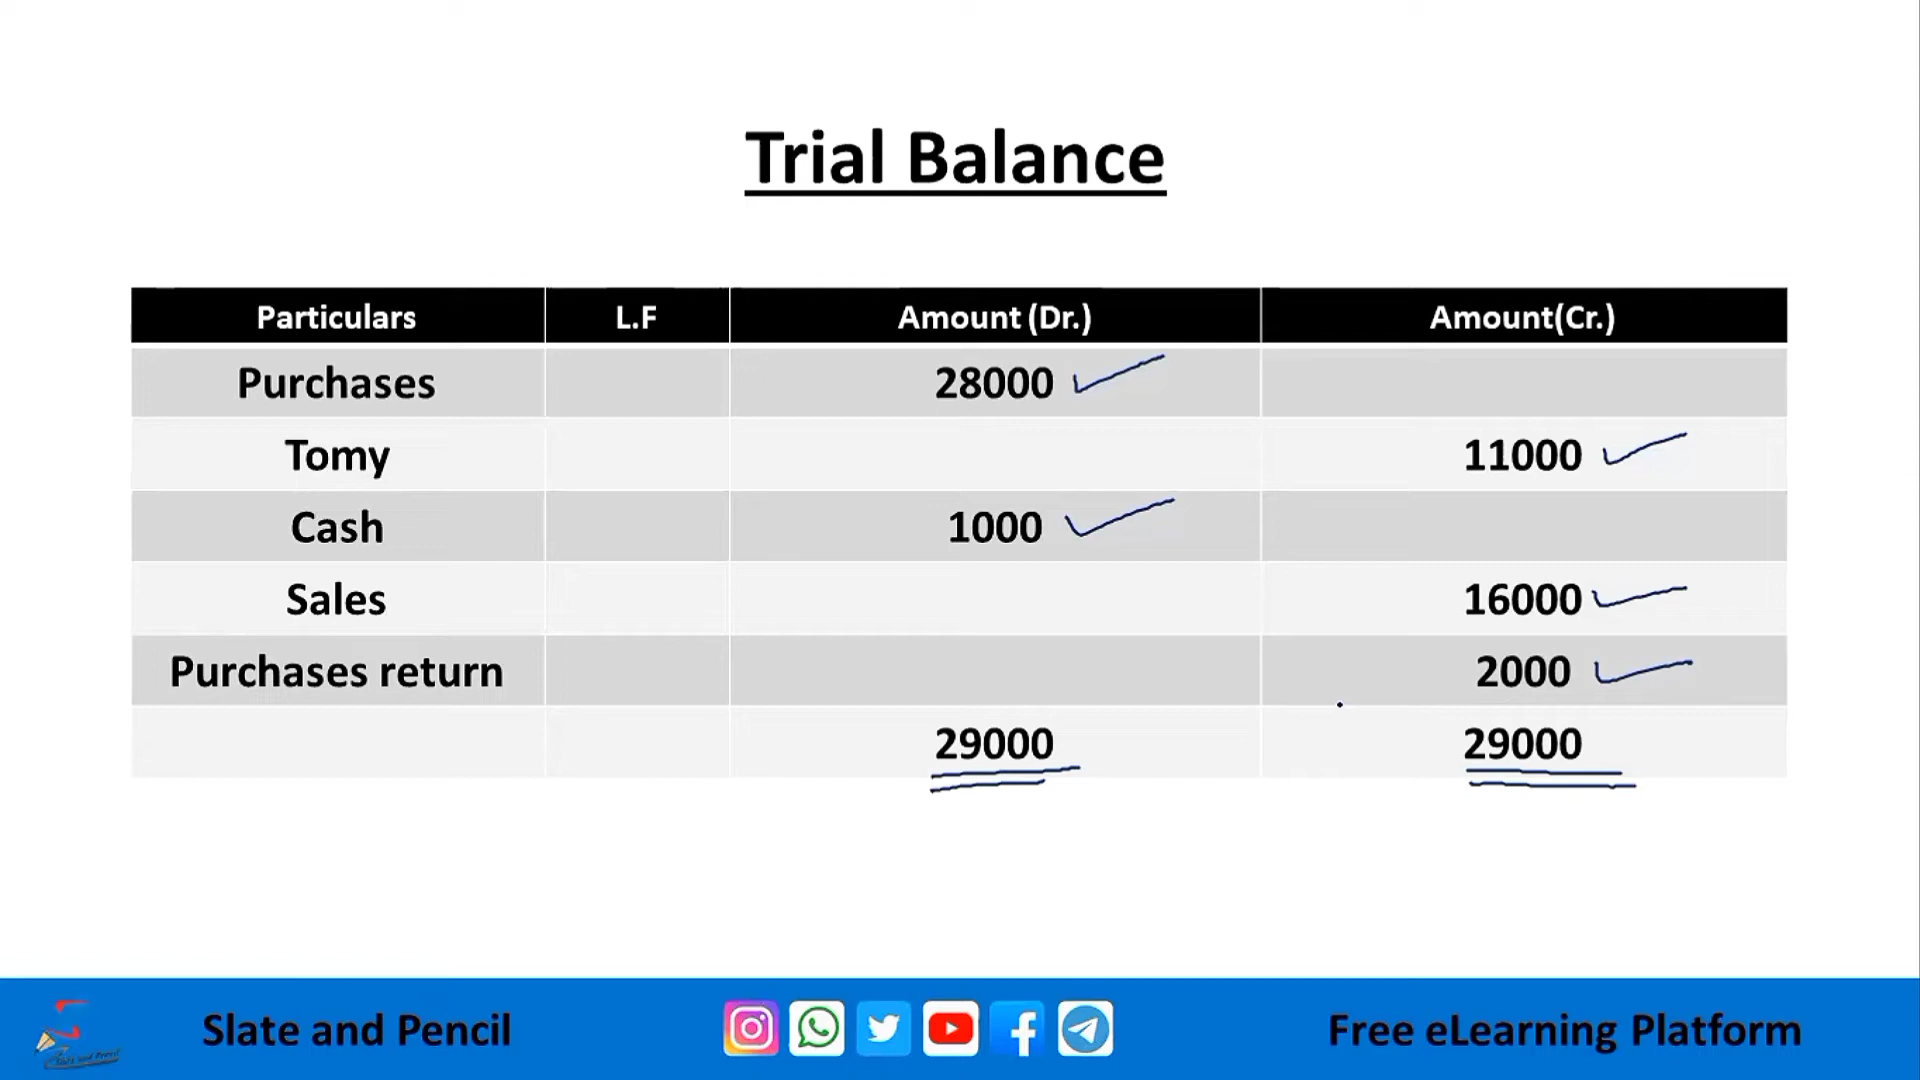 Trial Balance
Particulars L.F Amount (Dr.) Amount(Cr.)
Purchases 28000
Tomy 11000
Cash 1000
Sales 16000
Purchases return 2000
29000 29000
Slate and Pencil Free eLearning Platform